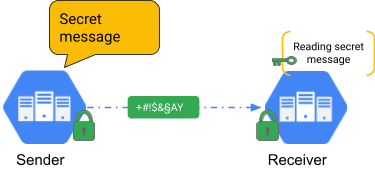 Secret
message
Reading secret
message
+#!$&§AY
Sender
Receiver